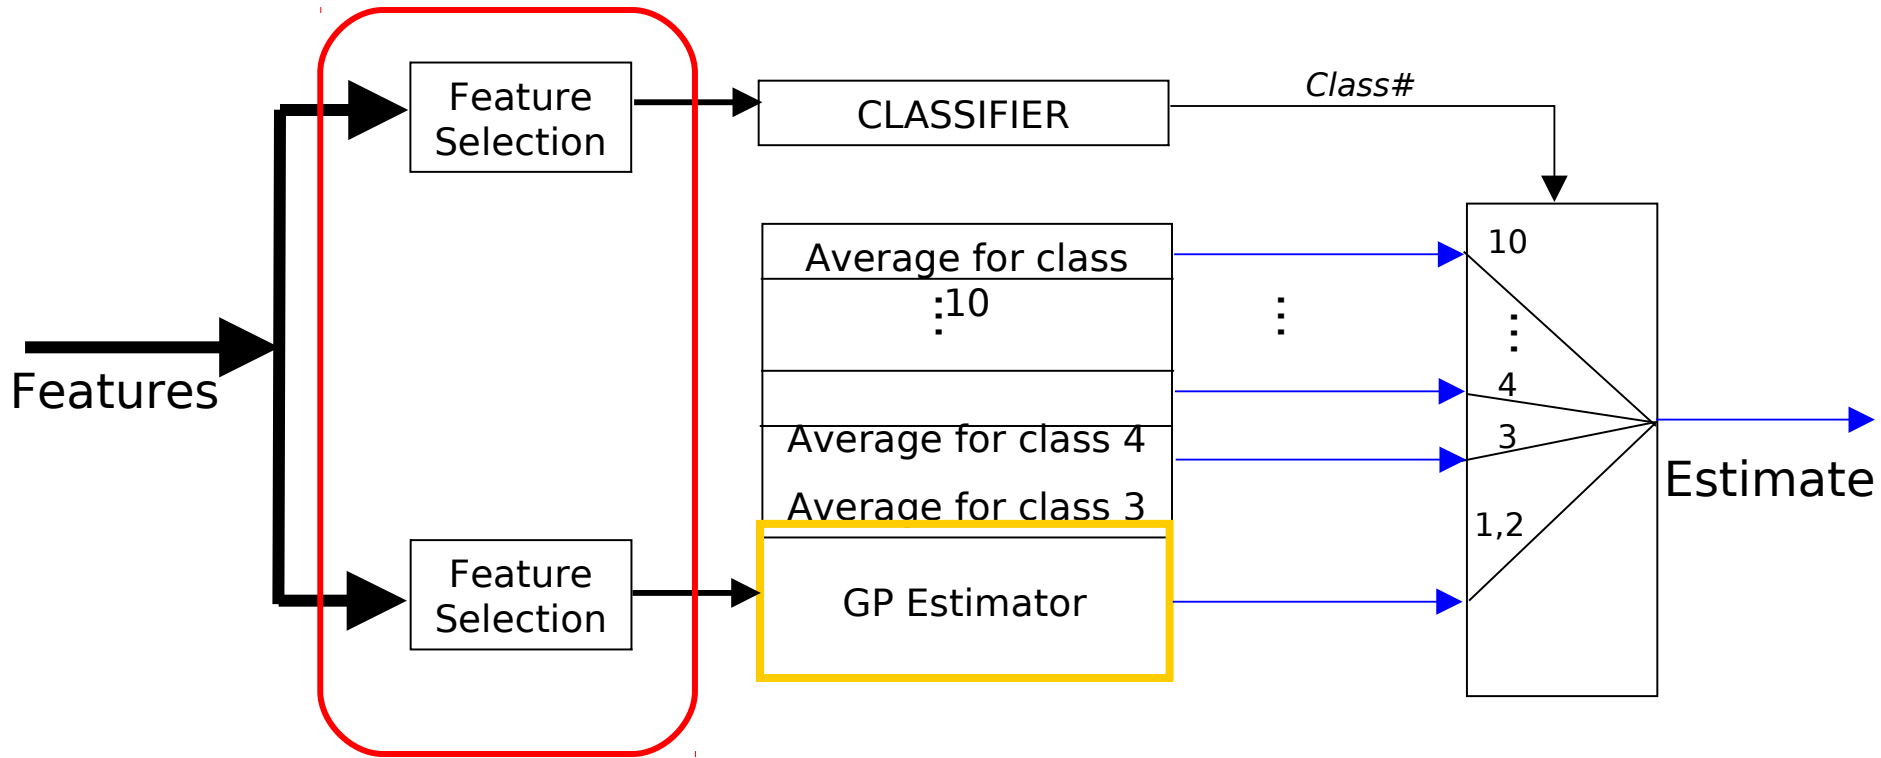 Feature
Selection
CLASSIFIER
Class#
Average for class
10
10
4
Average for class 4
3
Average for class 3
1,2
Features
Estimate
Feature
Selection
GP Estimator